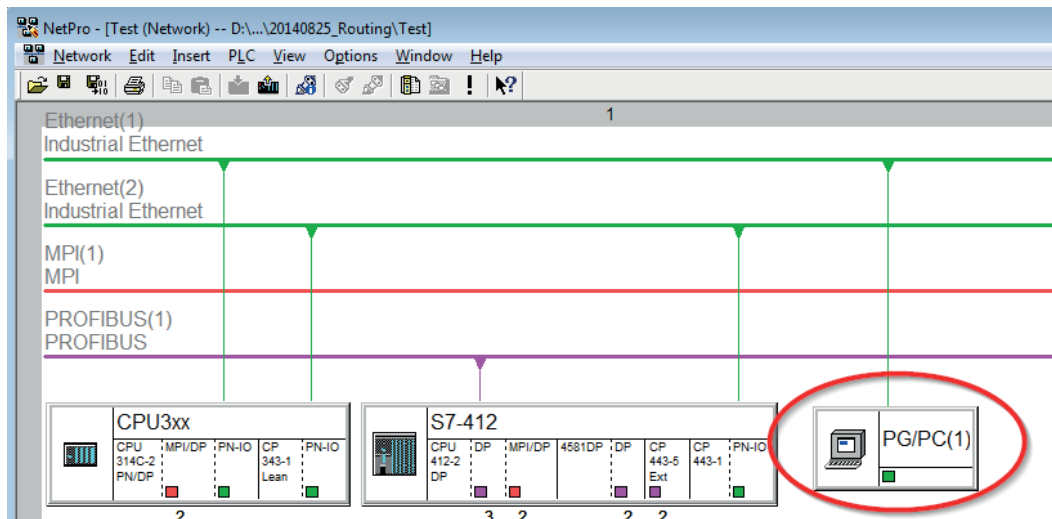 NetPro - [Test (Network) -- D:\...\20140825_Routing\Test]
Network Edit Insert PLC View Options Window Help
1
Ethernet(1)
Industrial Ethernet
Ethernet(2)
Industrial Ethernet
MPI(1)
MPI
PROFIBUS(1)
PROFIBUS
CPU3xx
CPU
314C-2
PN/DP
MPI/DP
PN-IO
CP
343-1
Lean
PN-IO
2
S7-412
CPU
412-2
DP
DP
MPI/DP
4581DP
DP
CP
443-5
Ext
CP
443-1
PN-IO
3 2 2 2
PG/PC(1)